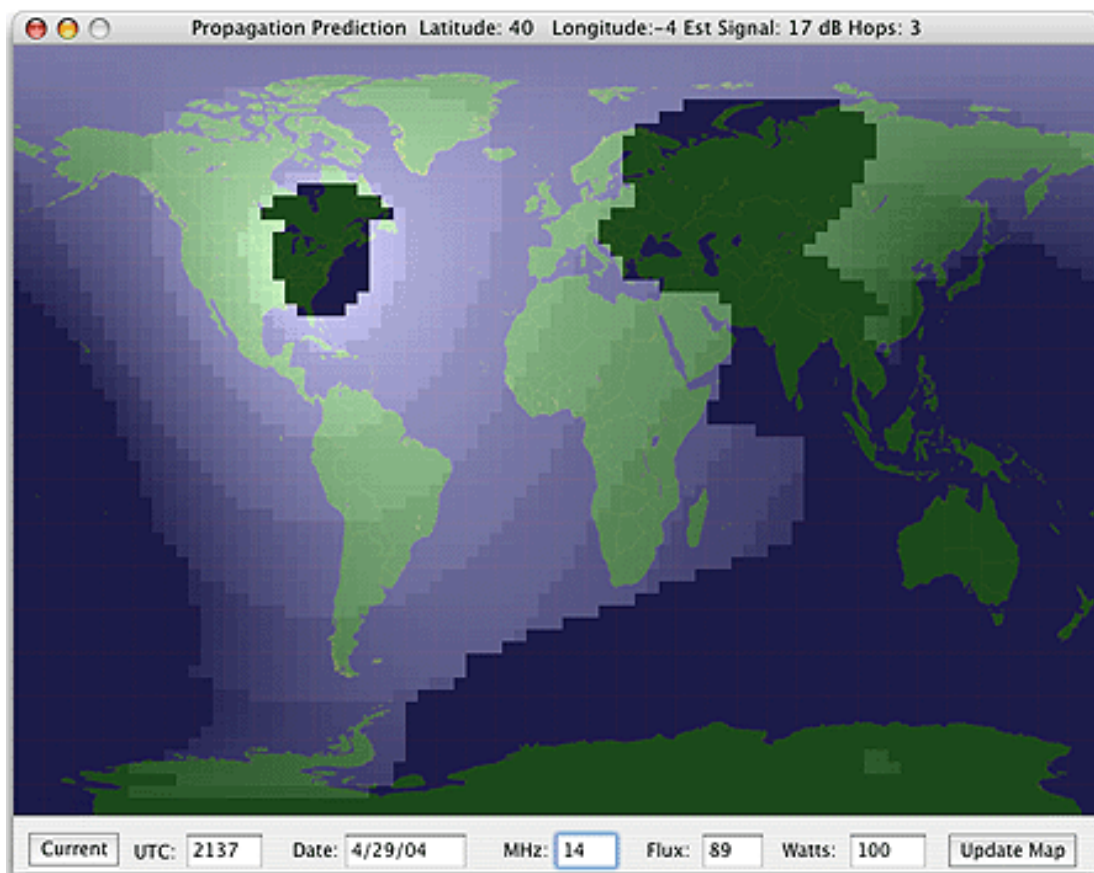 Propagation Prediction Latitude: 40 Longitude:-4 Est Signal: 17 dB Hops: 3
Current UTC: 2137 Date: 4/29/04 MHz: 14 Flux: 89 Watts: 100 Update Map